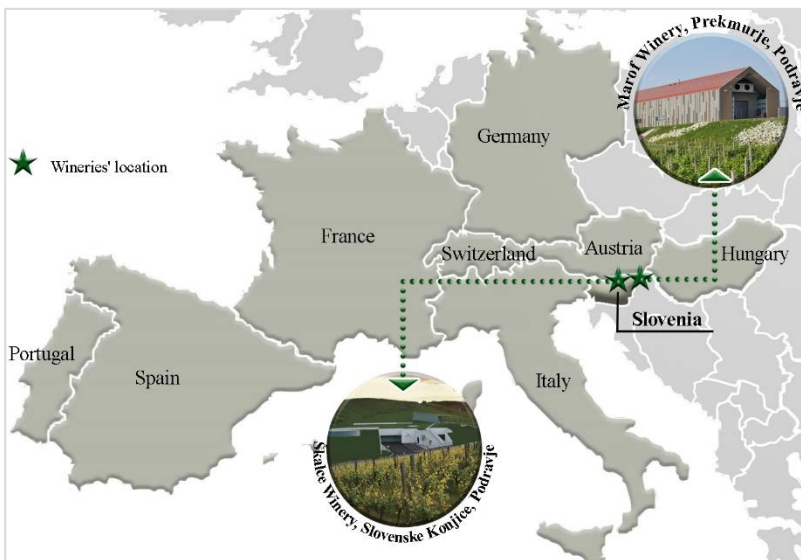 Marof Winery, Prekmurje, Podravje
Germany
Wineries' location
France
Switzerland
Austria
Hungary
Slovenia
Portugal
Spain
Italy
Skalce Winery, Slovenske Konjice, Podravje